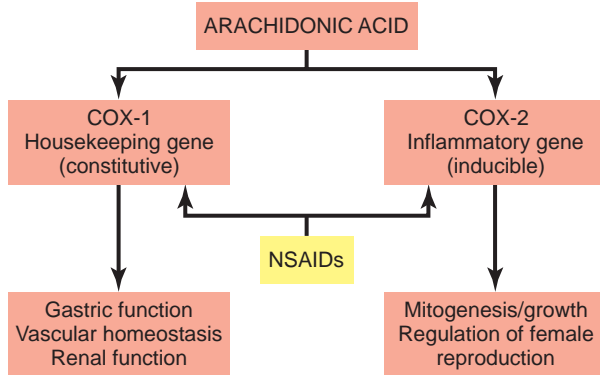 ARACHIDONIC ACID
COX-1
Housekeeping gene
(constitutive)
COX-2
Inflammatory gene
(inducible)
NSAIDs
Gastric function
Vascular homeostasis
Renal function
Mitogenesis/growth
Regulation of female
reproduction